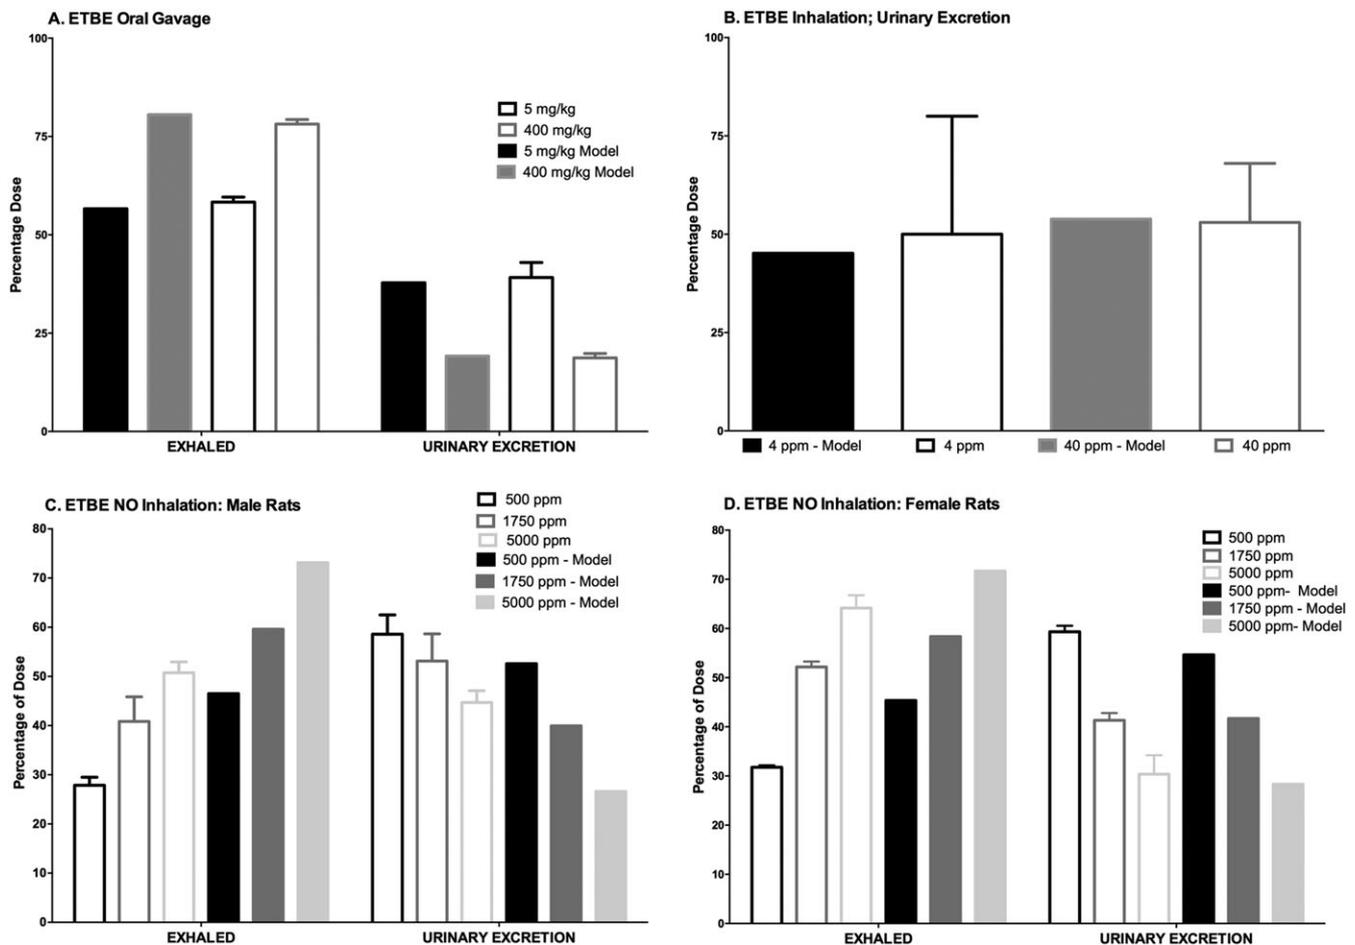 A. ETBE Oral Gavage
100
75
50
25
0
Percentage Dose
5 mg/kg
400 mg/kg
5 mg/kg Model
400 mg/kg Model
EXHALED
URINARY EXCRETION
B. ETBE Inhalation; Urinary Excretion
100
75
50
25
0
Percentage Dose
4 ppm - Model
4 ppm
40 ppm - Model
40 ppm
C. ETBE NO Inhalation: Male Rats
80
70
60
50
40
30
20
10
0
Percentage of Dose
500 ppm
1750 ppm
5000 ppm
500 ppm - Model
1750 ppm - Model
5000 ppm - Model
EXHALED
URINARY EXCRETION
D. ETBE NO Inhalation: Female Rats
80
70
60
50
40
30
20
10
0
Percentage of Dose
500 ppm
1750 ppm
5000 ppm
500 ppm- Model
1750 ppm - Model
5000 ppm- Model
EXHALED
URINARY EXCRETION